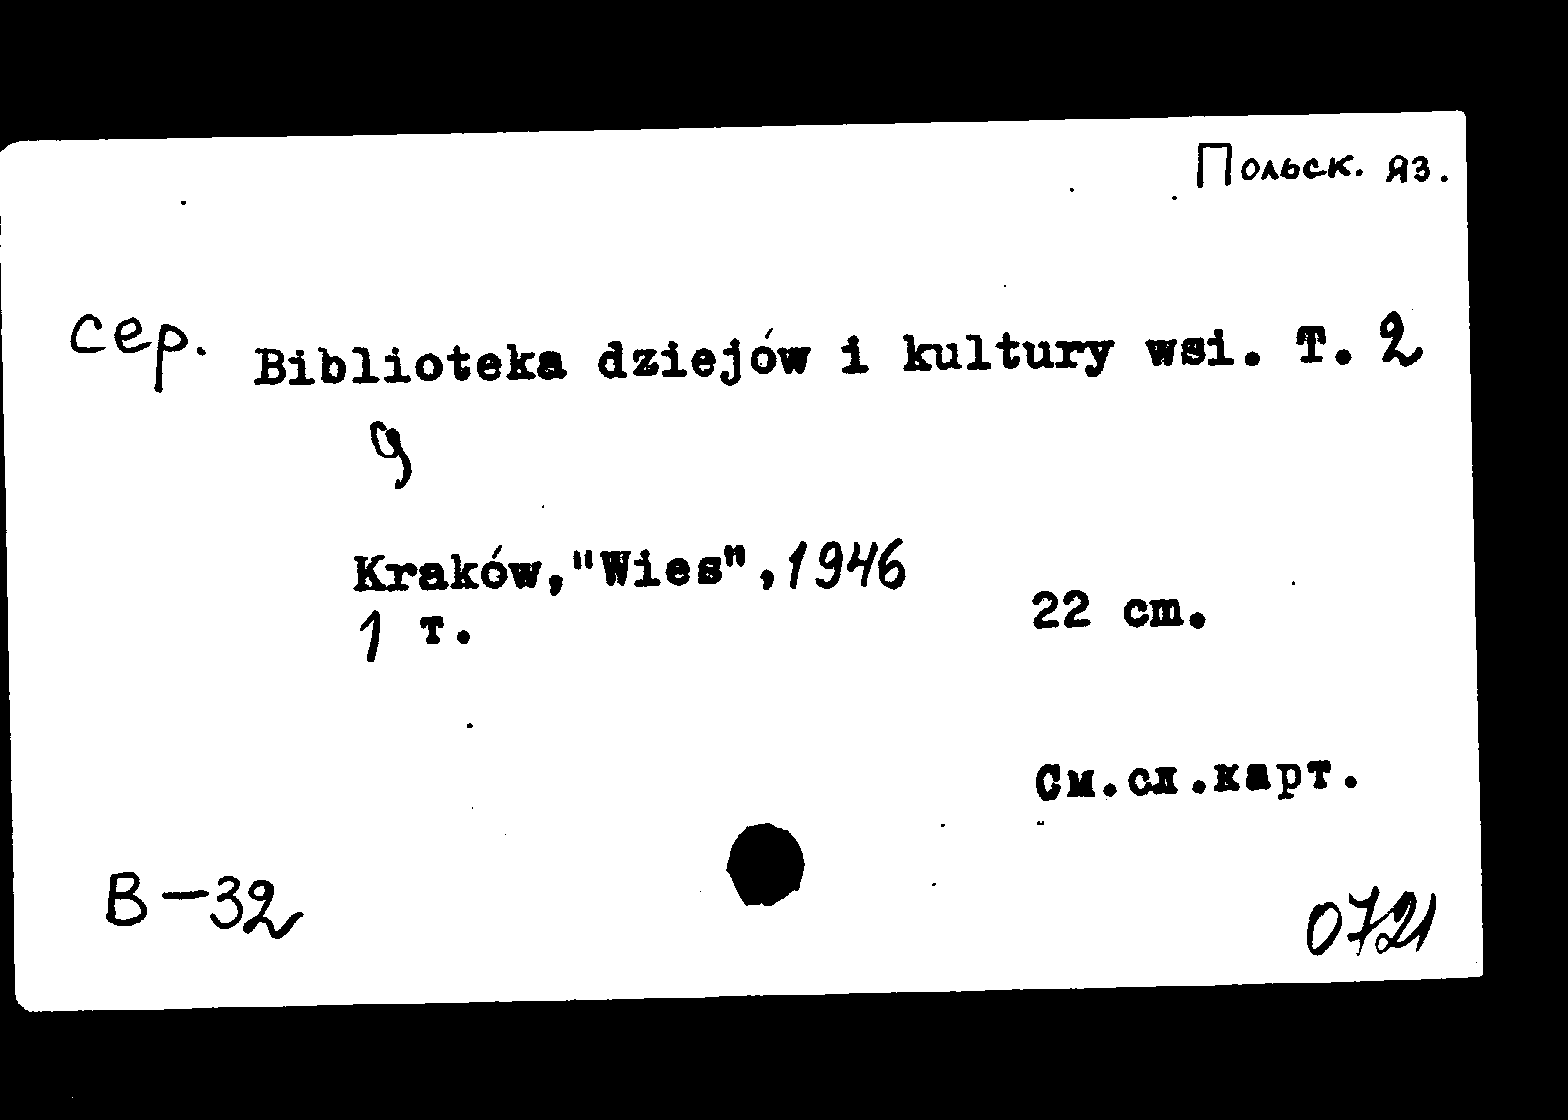 Польск. яз.
сер. Biblioteka dziejów i kultury wsi. T. 2
Kraków,"Wies",1946
1 т.
22 cm.
См.сл.карт.
В-32
0721